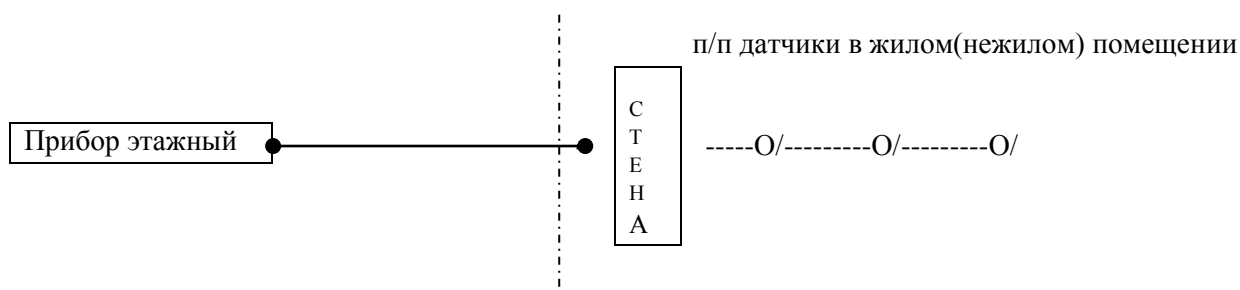 п/п датчики в жилом(нежилом) помещении
Прибор этажный
С
Т
Е
Н
А
-----О/---------О/---------О/